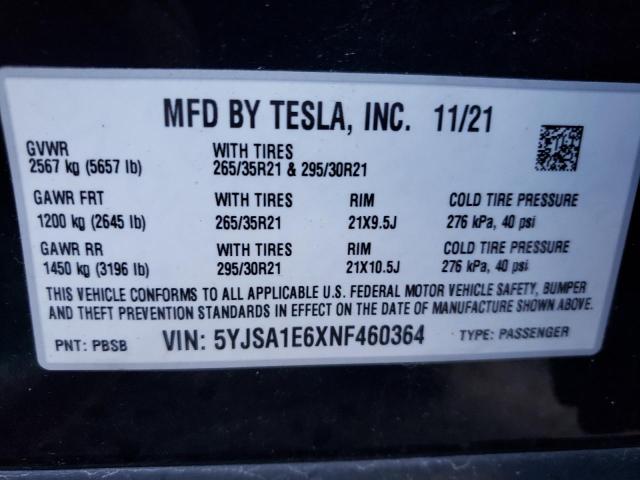 MFD BY TESLA, INC. 11/21
GVWR WITH TIRES
2567 kg (5657 lb) 265/35R21 & 295/30R21
GAWR FRT WITH TIRES RIM COLD TIRE PRESSURE
1200 kg (2645 lb) 265/35R21 21X9.5J 276 kPa, 40 psi
GAWR RR WITH TIRES RIM COLD TIRE PRESSURE
1450 kg (3196 lb) 295/30R21 21X10.5J 276 kPa, 40 psi
THIS VEHICLE CONFORMS TO ALL APPLICABLE U.S. FEDERAL MOTOR VEHICLE SAFETY, BUMPER
AND THEFT PREVENTION STANDARDS IN EFFECT ON THE DATE OF MANUFACTURE SHOWN ABOVE.
PNT: PBSB VIN: 5YJSA1E6XNF460364 TYPE: PASSENGER